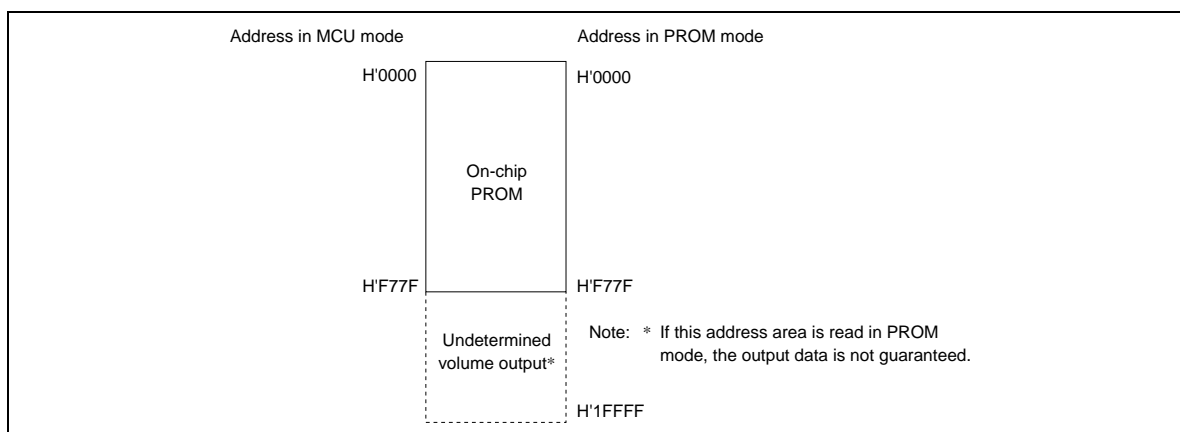 Address in MCU mode
Address in PROM mode
H'0000
H'0000
On-chip
PROM
H'F77F
H'F77F
Undetermined
volume output*
Note: * If this address area is read in PROM
mode, the output data is not guaranteed.
H'1FFFF